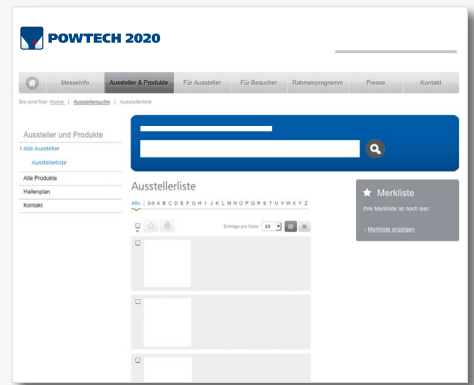 POWTECH 2020
Messeinfo Aussteller & Produkte Für Aussteller Für Besucher Rahmenprogramm Presse Kontakt
Sie sind hier: Home | Ausstellersuche | Ausstellerliste
Aussteller und Produkte
› Alle Aussteller
Ausstellerliste
Alle Produkte
Hallenplan
Kontakt
Ausstellerliste
Alle | 0-9 A B C D E F G H I J K L M N O P Q R S T U V W X Y Z
Einträge pro Seite:
Merkliste
Ihre Merkliste ist noch leer.
› Merkliste anzeigen